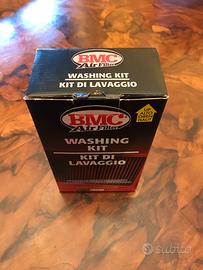 BMC
Air Filter
WASHING KIT
KIT DI LAVAGGIO
BMC
Air Filter
WASHING
KIT
KIT DI
LAVAGGIO
subito